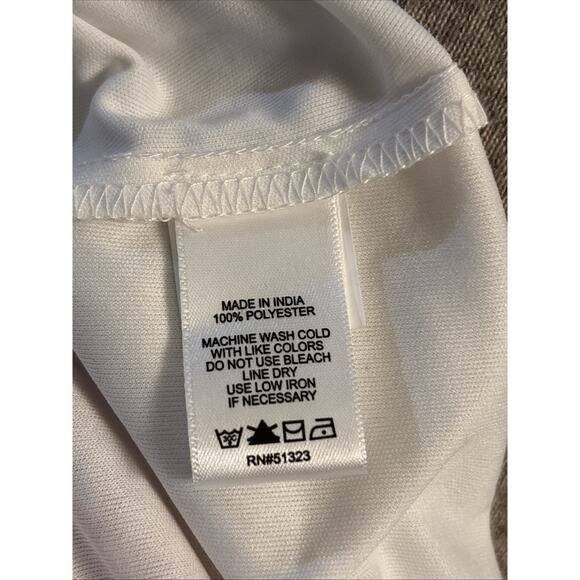 MADE IN INDIA
100% POLYESTER
MACHINE WASH COLD
WITH LIKE COLORS
DO NOT USE BLEACH
LINE DRY
USE LOW IRON
IF NECESSARY
30C
RN#51323